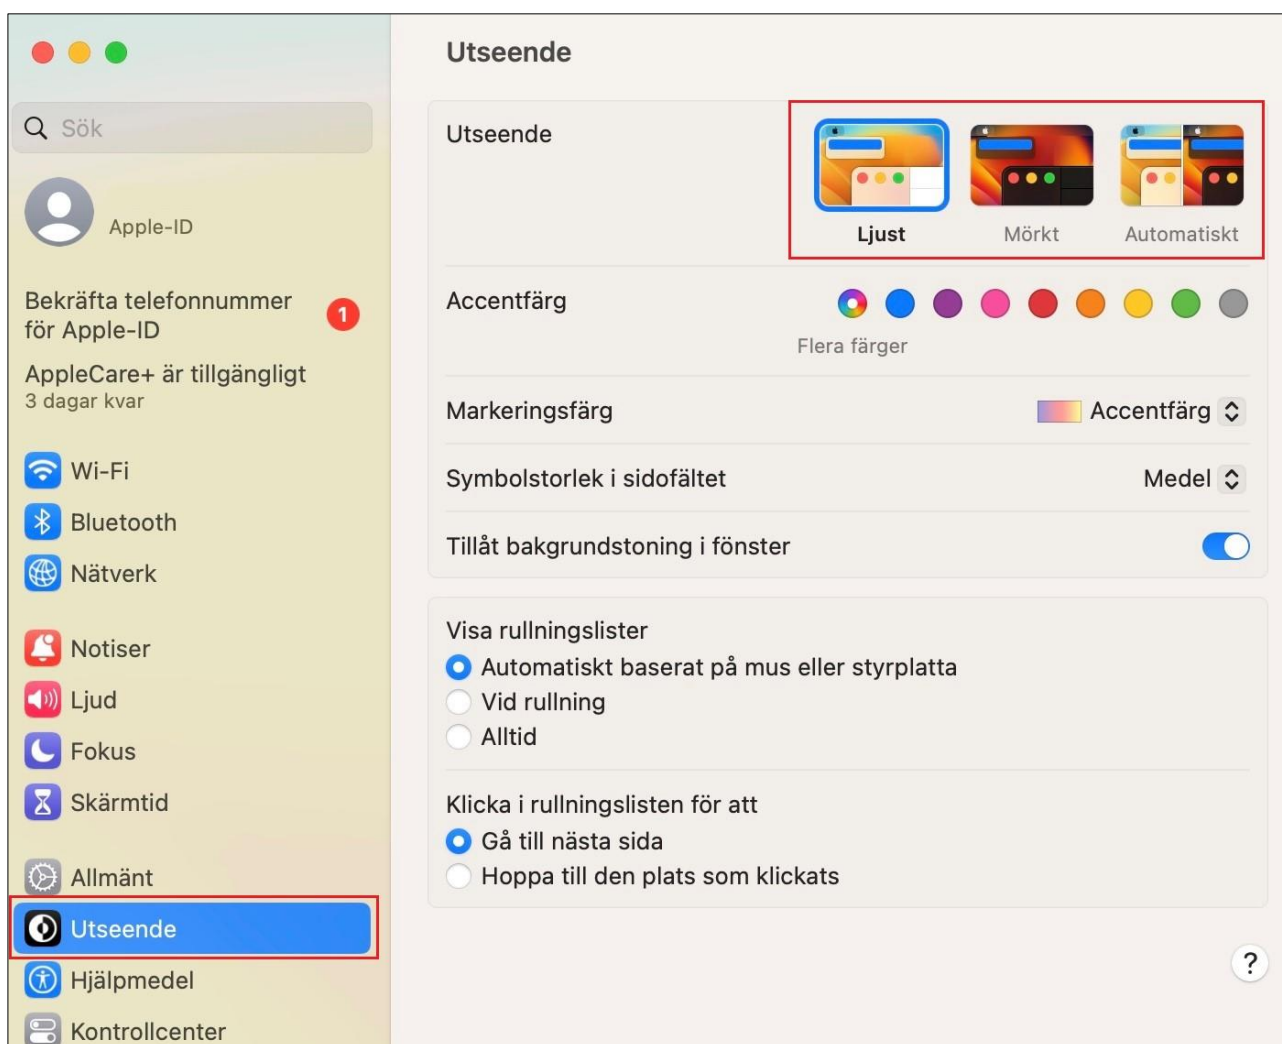 Sök
Apple-ID
Bekräfta telefonnummer
för Apple-ID
1
AppleCare+ är tillgängligt
3 dagar kvar
Wi-Fi
Bluetooth
Nätverk
Notiser
Ljud
Fokus
Skärmtid
Allmänt
Utseende
Hjälpmedel
Kontrollcenter
Utseende
Utseende
Ljust
Mörkt
Automatiskt
Accentfärg
Flera färger
Markeringsfärg
Accentfärg
Symbolstorlek i sidofältet
Medel
Tillåt bakgrundstoning i fönster
Visa rullningslister
Automatiskt baserat på mus eller styrplatta
Vid rullning
Alltid
Klicka i rullningslisten för att
Gå till nästa sida
Hoppa till den plats som klickats
?